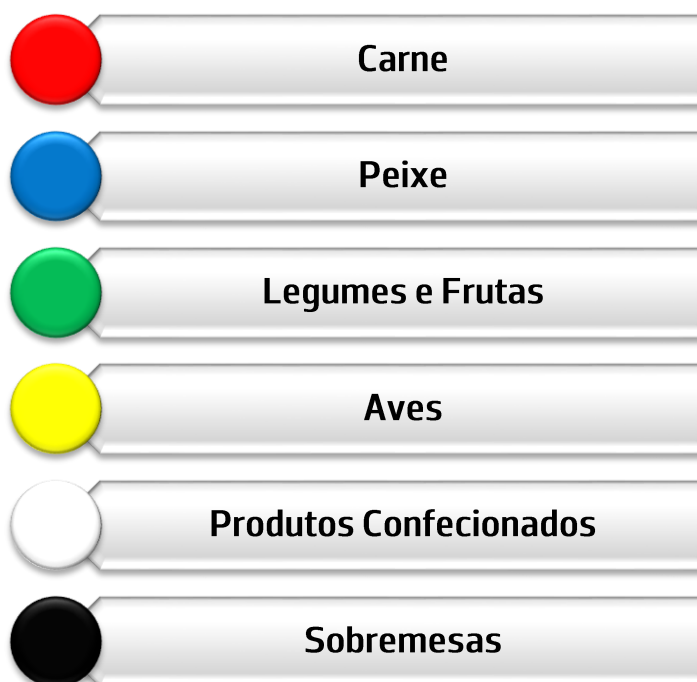 Carne
Peixe
Legumes e Frutas
Aves
Produtos Confecionados
Sobremesas